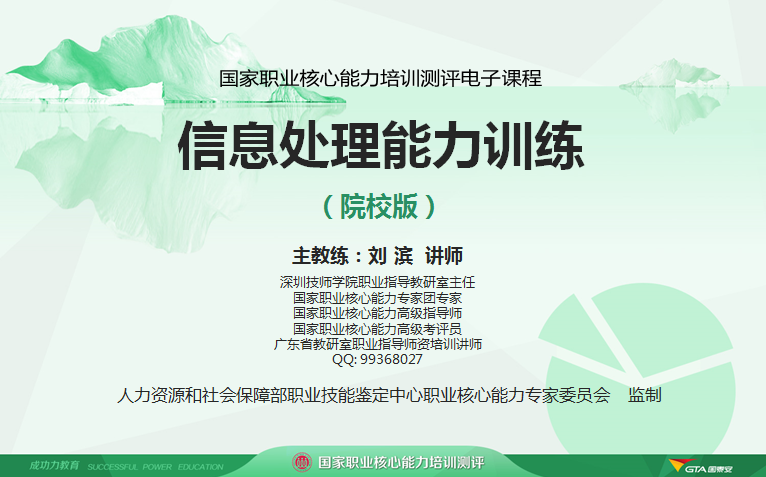 国家职业核心能力培训测评电子课程
信息处理能力训练
（院校版）
主教练：刘 滨 讲师
深圳技师学院职业指导教研室主任
国家职业核心能力专家团专家
国家职业核心能力高级指导师
国家职业核心能力高级考评员
广东省教研室职业指导师资培训讲师
QQ: 99368027
人力资源和社会保障部职业技能鉴定中心职业核心能力专家委员会 监制
成功力教育 SUCCESSFUL POWER EDUCATION
国家职业核心能力培训测评
GTA国泰安